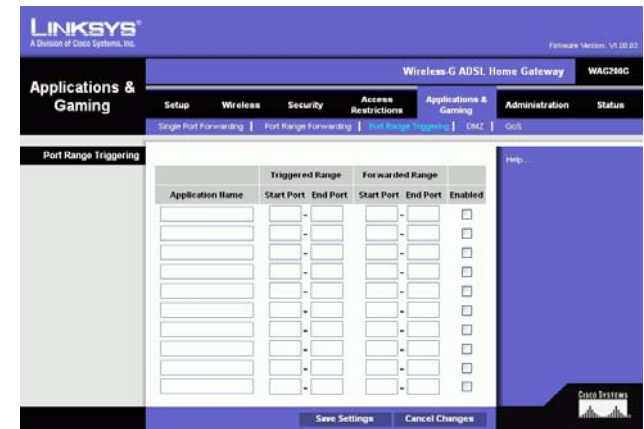 LINKSYS®
A Division of Cisco Systems, Inc.
Firmware Version: V1.00.02
Wireless-G ADSL Home Gateway WAG200G
Applications & Gaming
Setup Wireless Security Access Restrictions Applications & Gaming Administration Status
Single Port Forwarding | Port Range Forwarding | Port Range Triggering | DMZ | QoS
Port Range Triggering
Help...
Triggered Range Forwarded Range
Application Name Start Port End Port Start Port End Port Enabled
-  -
-  -
-  -
-  -
-  -
-  -
-  -
-  -
-  -
-  -
Save Settings Cancel Changes
CISCO SYSTEMS